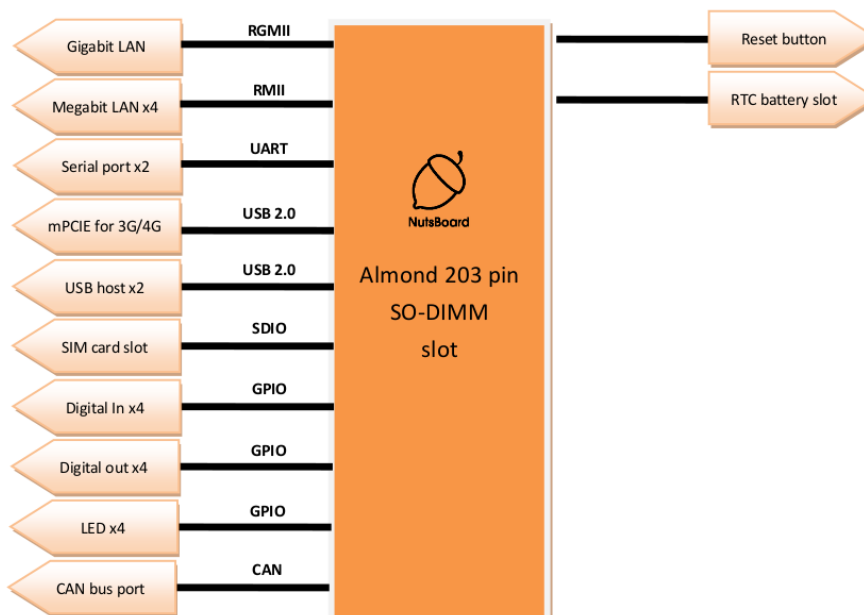 Gigabit LAN
RGMII
Reset button
Megabit LAN x4
RMII
RTC battery slot
Serial port x2
UART
mPCIE for 3G/4G
USB 2.0
USB host x2
USB 2.0
SIM card slot
SDIO
Digital In x4
GPIO
Digital out x4
GPIO
LED x4
GPIO
CAN bus port
CAN
NutsBoard
Almond 203 pin
SO-DIMM
slot